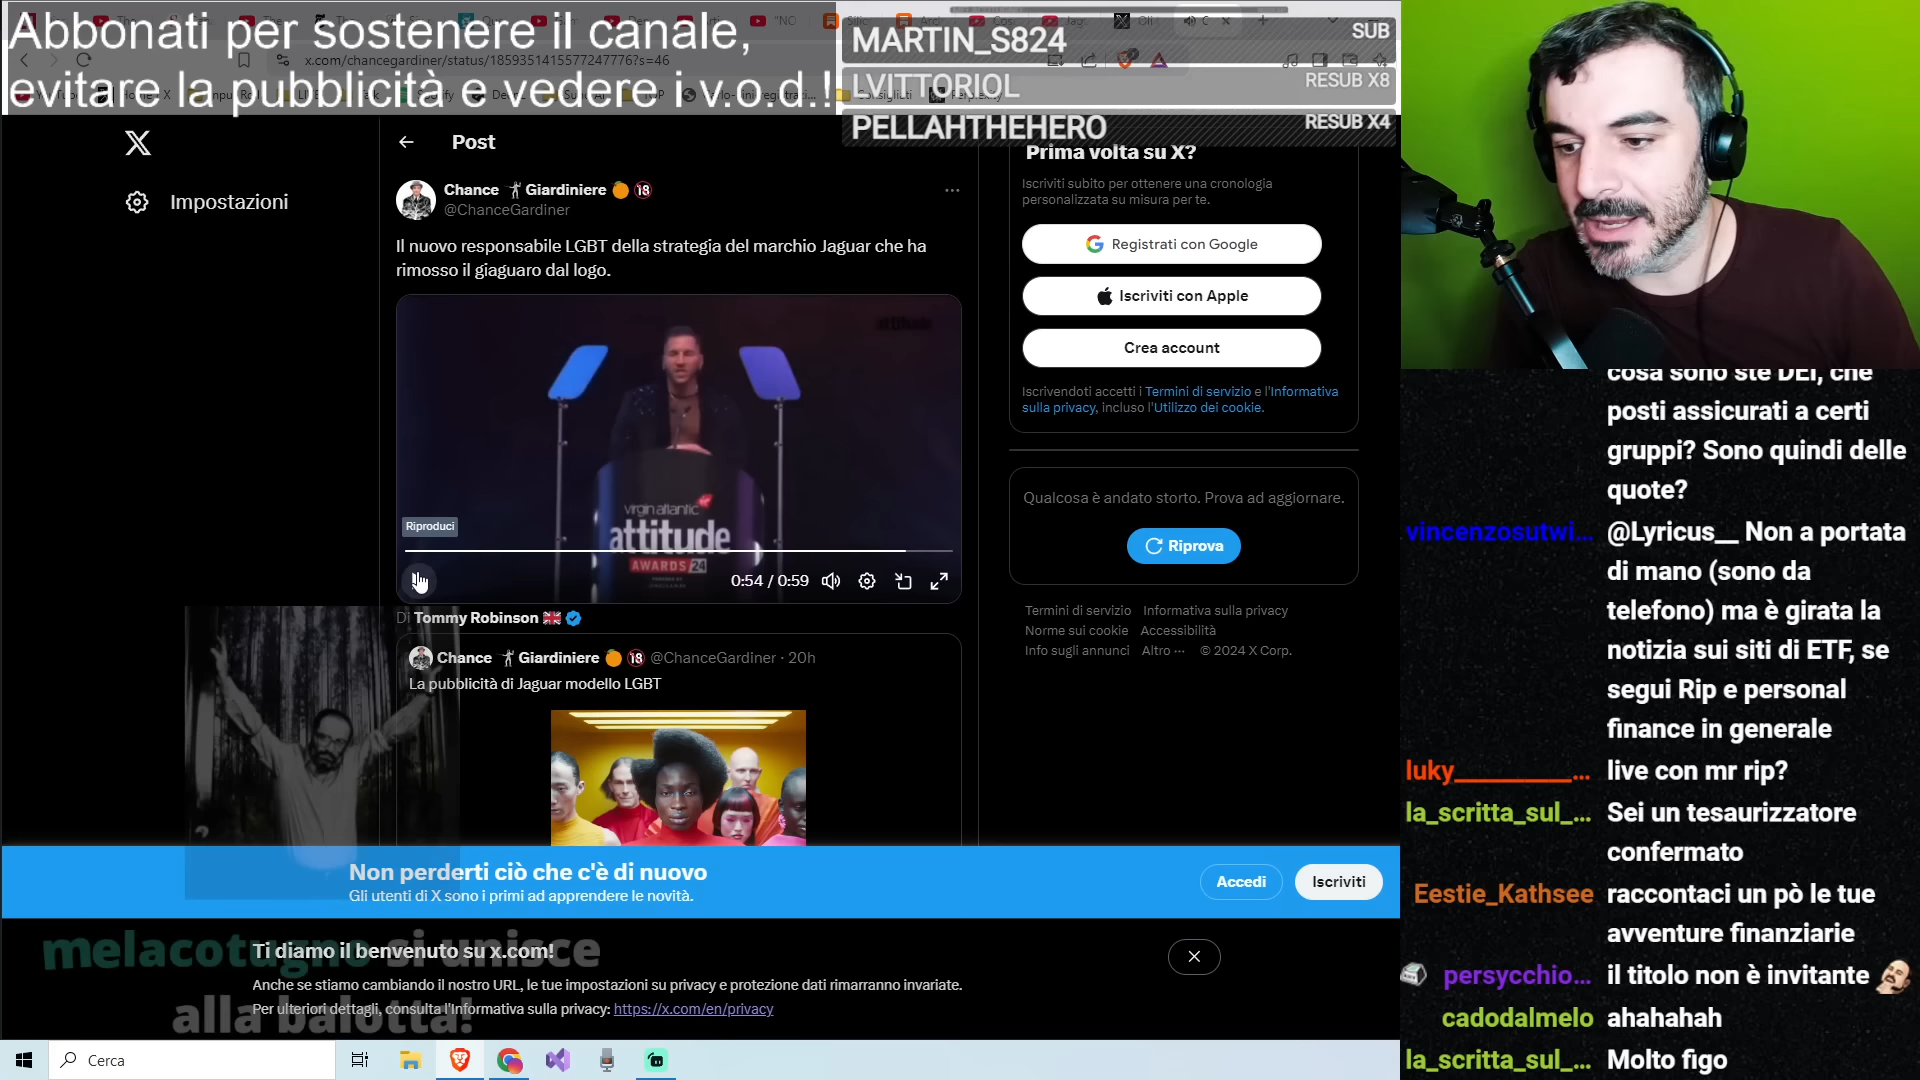 Abbonati per sostenere il canale,
evitare la pubblicità e vedere i v.o.d.!
x.com/chancegardiner/status/1859351415577247776?s=46
MARTIN_S824
SUB
LVITTORIOL
RESUB X8
PELLAHTHEHERO
RESUB X4
Post
Impostazioni
Chance Giardiniere
@ChanceGardiner
Il nuovo responsabile LGBT della strategia del marchio Jaguar che ha
rimosso il giaguaro dal logo.
attitude
virgin atlantic
attitude
AWARDS 24
Riproduci
0:54 / 0:59
Di Tommy Robinson
Chance Giardiniere @ChanceGardiner · 20h
La pubblicità di Jaguar modello LGBT
Prima volta su X?
Iscriviti subito per ottenere una cronologia
personalizzata su misura per te.
Registrati con Google
Iscriviti con Apple
Crea account
Iscrivendoti accetti i Termini di servizio e l'Informativa
sulla privacy, incluso l'Utilizzo dei cookie.
Qualcosa è andato storto. Prova ad aggiornare.
Riprova
Termini di servizio Informativa sulla privacy
Norme sui cookie Accessibilità
Info sugli annunci Altro ··· © 2024 X Corp.
Non perderti ciò che c'è di nuovo
Gli utenti di X sono i primi ad apprendere le novità.
Accedi
Iscriviti
melacotugno si unisce
alla balotta!
Ti diamo il benvenuto su x.com!
Anche se stiamo cambiando il nostro URL, le tue impostazioni su privacy e protezione dati rimarranno invariate.
Per ulteriori dettagli, consulta l'Informativa sulla privacy: https://x.com/en/privacy
Cerca
cosa sono ste DEI, che
posti assicurati a certi
gruppi? Sono quindi delle
quote?
vincenzosutwi... @Lyricus__ Non a portata
di mano (sono da
telefono) ma è girata la
notizia sui siti di ETF, se
segui Rip e personal
finance in generale
luky__________... live con mr rip?
la_scritta_sul_... Sei un tesaurizzatore
confermato
Eestie_Kathsee raccontaci un pò le tue
avventure finanziarie
persycchio... il titolo non è invitante
cadodalmelo ahahahah
la_scritta_sul_... Molto figo